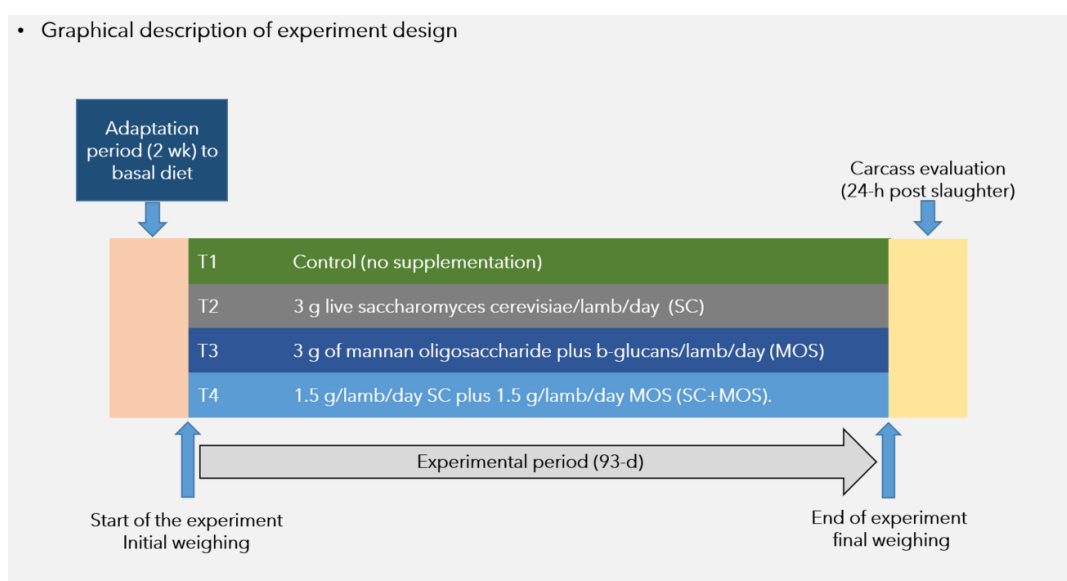 • Graphical description of experiment design
Adaptation
period (2 wk) to
basal diet
Carcass evaluation
(24-h post slaughter)
T1 Control (no supplementation)
T2 3 g live saccharomyces cerevisiae/lamb/day (SC)
T3 3 g of mannan oligosaccharide plus b-glucans/lamb/day (MOS)
T4 1.5 g/lamb/day SC plus 1.5 g/lamb/day MOS (SC+MOS).
Experimental period (93-d)
Start of the experiment
Initial weighing
End of experiment
final weighing